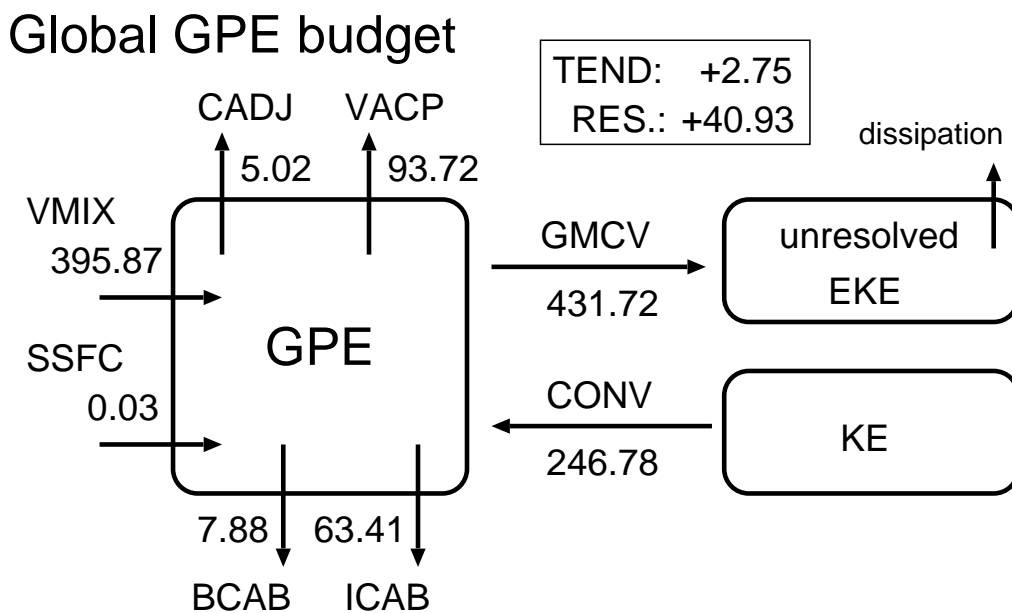 Global GPE budget
TEND: +2.75
RES.: +40.93
CADJ
VACP
5.02
93.72
dissipation
VMIX
395.87
GMCV
431.72
unresolved
EKE
GPE
SSFC
0.03
CONV
246.78
KE
7.88
63.41
BCAB
ICAB